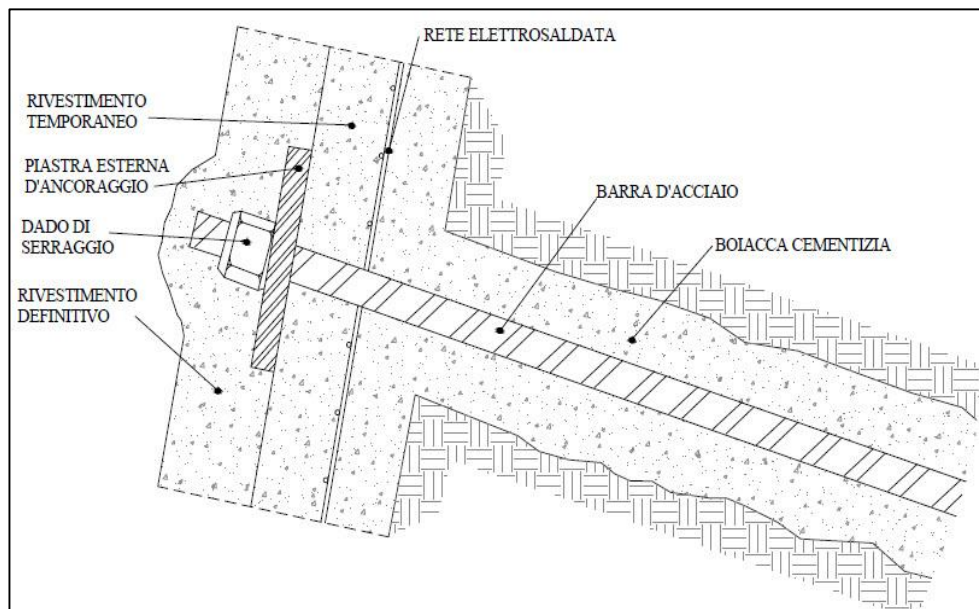 RETE ELETTROSALDATA
RIVESTIMENTO
TEMPORANEO
PIASTRA ESTERNA
D'ANCORAGGIO
BARRA D'ACCIAIO
DADO DI
SERRAGGIO
BOIACCA CEMENTIZIA
RIVESTIMENTO
DEFINITIVO